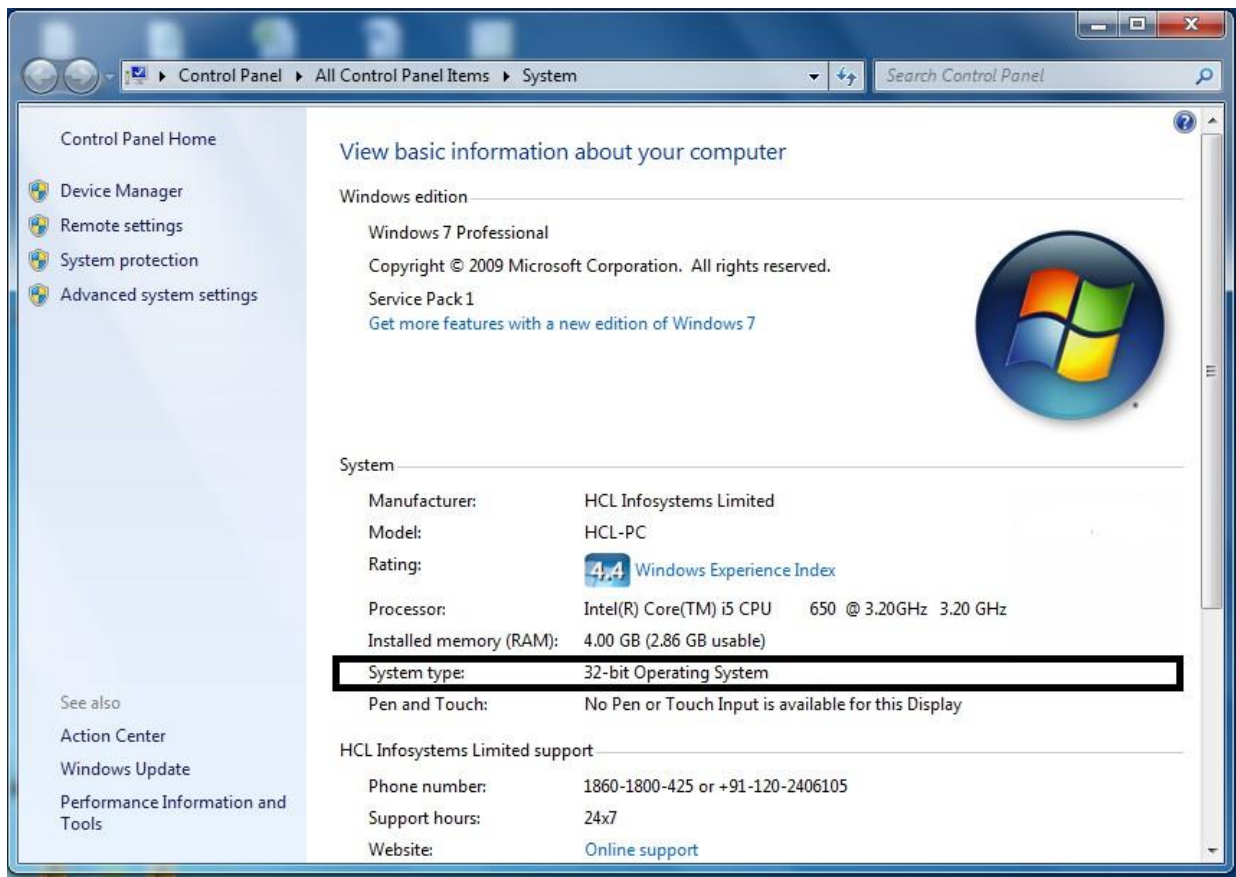 Control Panel ▸ All Control Panel Items ▸ System
Search Control Panel
Control Panel Home
Device Manager
Remote settings
System protection
Advanced system settings
See also
Action Center
Windows Update
Performance Information and
Tools
View basic information about your computer
Windows edition
Windows 7 Professional
Copyright © 2009 Microsoft Corporation. All rights reserved.
Service Pack 1
Get more features with a new edition of Windows 7
System
Manufacturer: HCL Infosystems Limited
Model: HCL-PC
Rating: 4.4 Windows Experience Index
Processor: Intel(R) Core(TM) i5 CPU 650 @ 3.20GHz 3.20 GHz
Installed memory (RAM): 4.00 GB (2.86 GB usable)
System type: 32-bit Operating System
Pen and Touch: No Pen or Touch Input is available for this Display
HCL Infosystems Limited support
Phone number: 1860-1800-425 or +91-120-2406105
Support hours: 24x7
Website: Online support